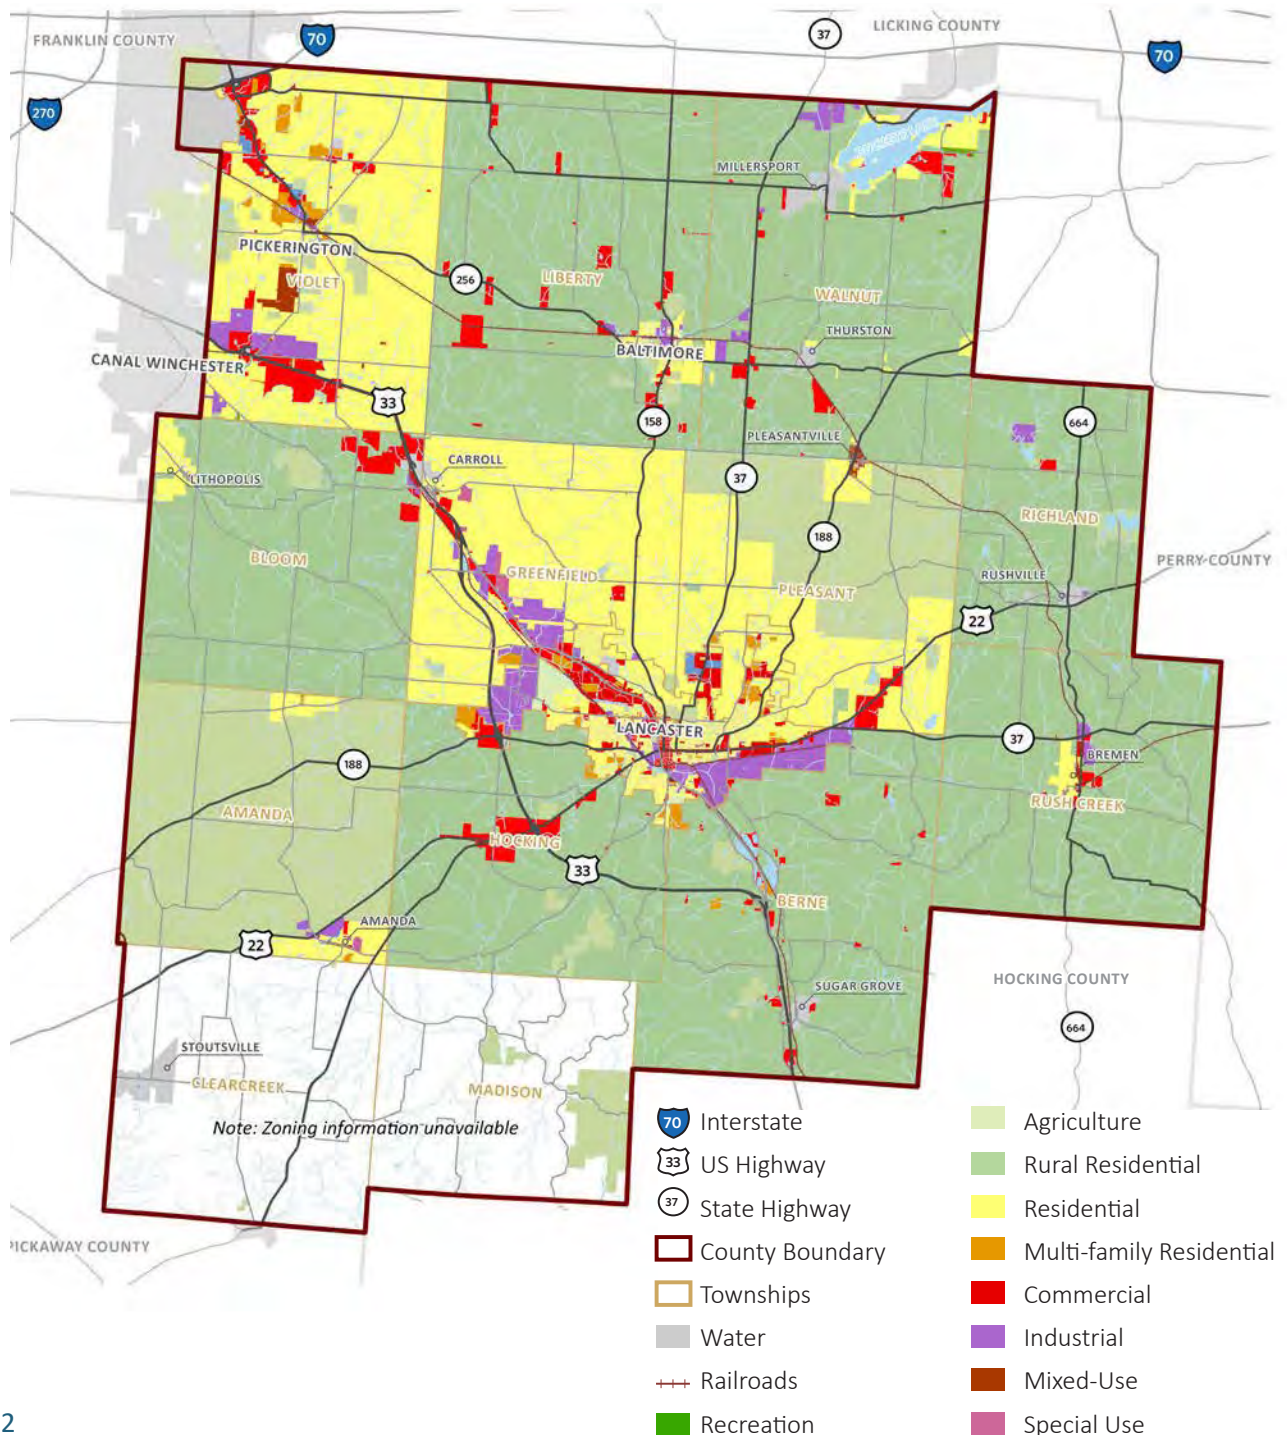 FRANKLIN COUNTY
70
37
LICKING COUNTY
70
270
MILLERSPORT
PICKERINGTON
VIOLET
256
LIBERTY
WALNUT
THURSTON
BALTIMORE
CANAL WINCHESTER
33
158
664
PLEASANTVILLE
CARROLL
LITHOPOLIS
37
RICHLAND
188
BLOOM
GREENFIELD
PERRY COUNTY
RUSHVILLE
PLEASANT
22
LANCASTER
37
BREMEN
188
RUSH CREEK
AMANDA
HOCKING
33
BERNE
AMANDA
22
HOCKING COUNTY
SUGAR GROVE
664
STOUTSVILLE
CLEARCREEK
MADISON
Note: Zoning information unavailable
PICKAWAY COUNTY
70 Interstate
33 US Highway
37 State Highway
County Boundary
Townships
Water
Railroads
Recreation
Agriculture
Rural Residential
Residential
Multi-family Residential
Commercial
Industrial
Mixed-Use
Special Use
2